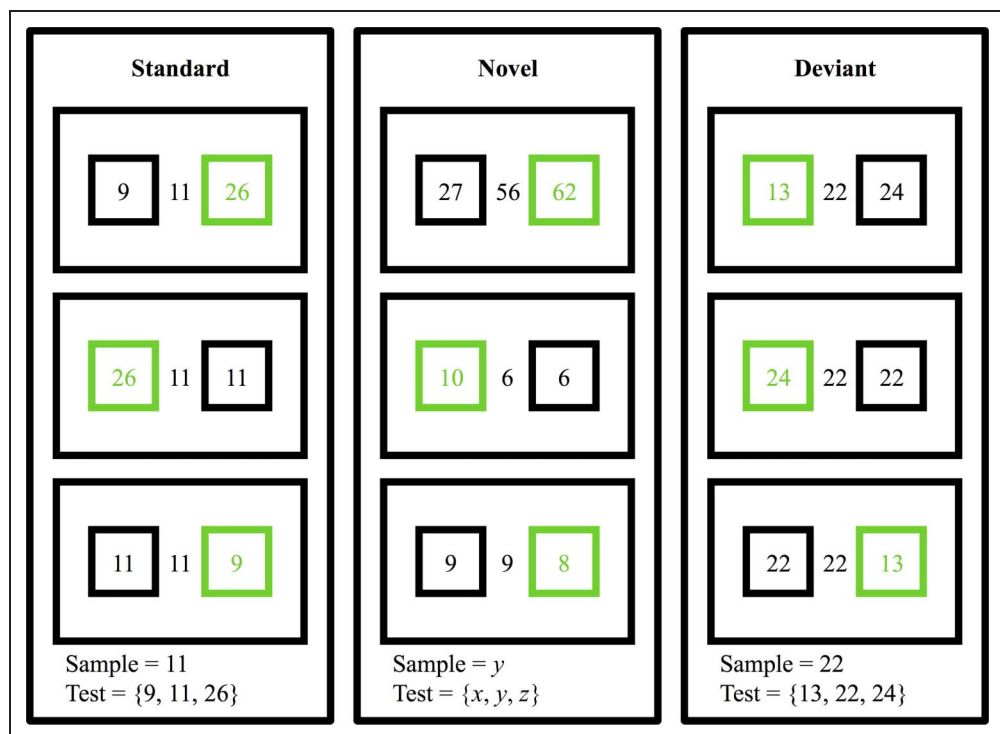 Standard
9 11 26
26 11 11
11 11 9
Sample = 11
Test = {9, 11, 26}
Novel
27 56 62
10 6 6
9 9 8
Sample = y
Test = {x, y, z}
Deviant
13 22 24
24 22 22
22 22 13
Sample = 22
Test = {13, 22, 24}